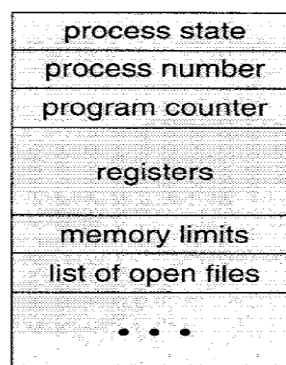 process state
process number
program counter
registers
memory limits
list of open files
• • •